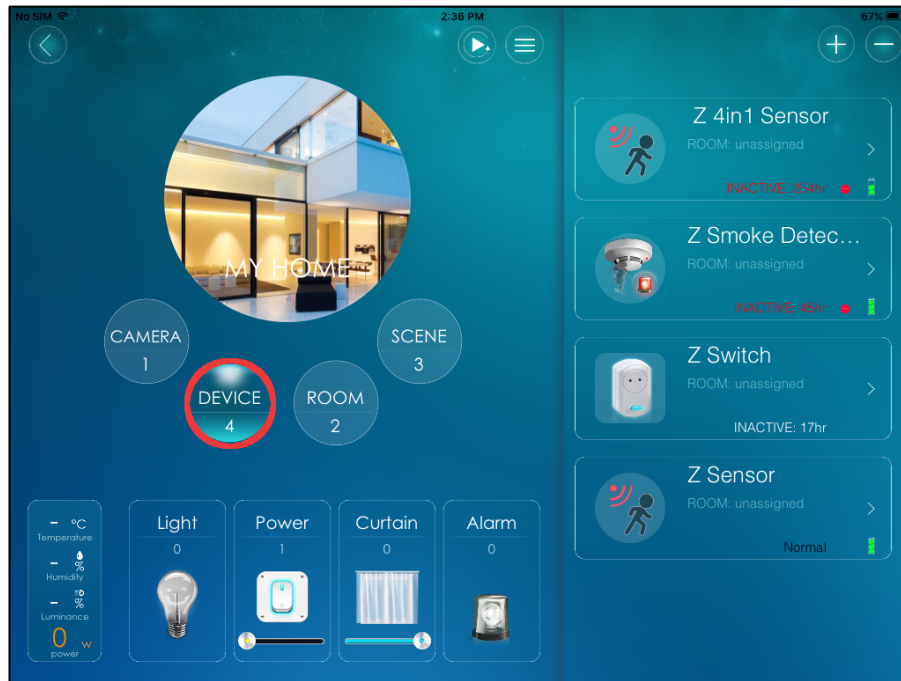 No SIM
2:36 PM
67%
MY HOME
CAMERA
1
DEVICE
4
ROOM
2
SCENE
3
- °C
Temperature
- %
Humidity
- %
Luminance
0 w
power
Light
0
Power
1
Curtain
0
Alarm
0
Z 4in1 Sensor
ROOM: unassigned
INACTIVE: 254hr
Z Smoke Detec...
ROOM: unassigned
INACTIVE: 45hr
Z Switch
ROOM: unassigned
INACTIVE: 17hr
Z Sensor
ROOM: unassigned
Normal